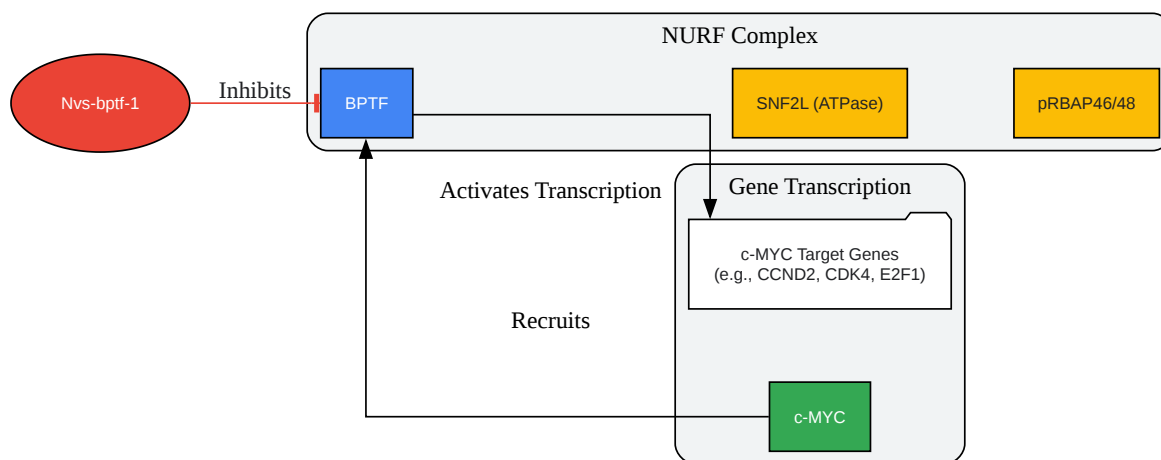 NURF Complex
Nvs-bptf-1
Inhibits
BPTF
SNF2L (ATPase)
pRBAP46/48
Activates Transcription
Gene Transcription
c-MYC Target Genes
(e.g., CCND2, CDK4, E2F1)
Recruits
c-MYC